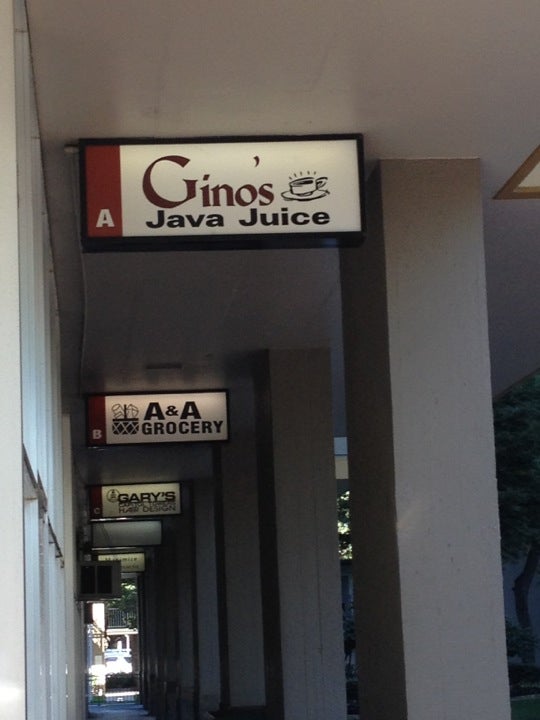 A
Gino's
Java Juice
B
A&A
GROCERY
C
GARY'S
HAIR DESIGN